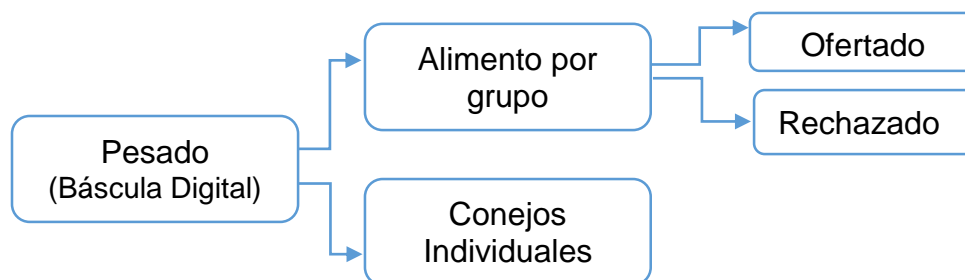 Pesado
(Báscula Digital)
Alimento por
grupo
Ofertado
Rechazado
Conejos
Individuales